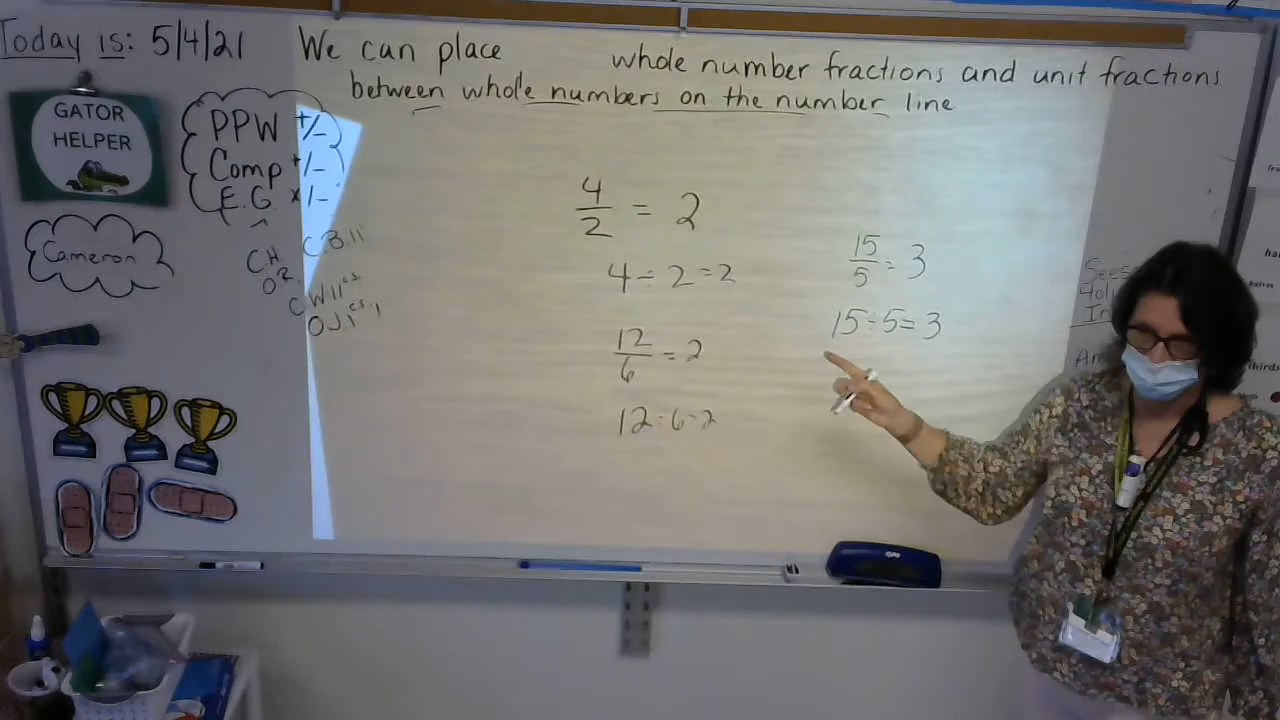 Today is: 5/4/21
We can place whole number fractions and unit fractions
between whole numbers on the number line
GATOR
HELPER
PPW +/-
Comp +/-
E.G x/-
Cameron
4/2 = 2
4 ÷ 2 = 2
12/6 = 2
12 ÷ 6 = 2
15/5 = 3
15 ÷ 5 = 3
thirds